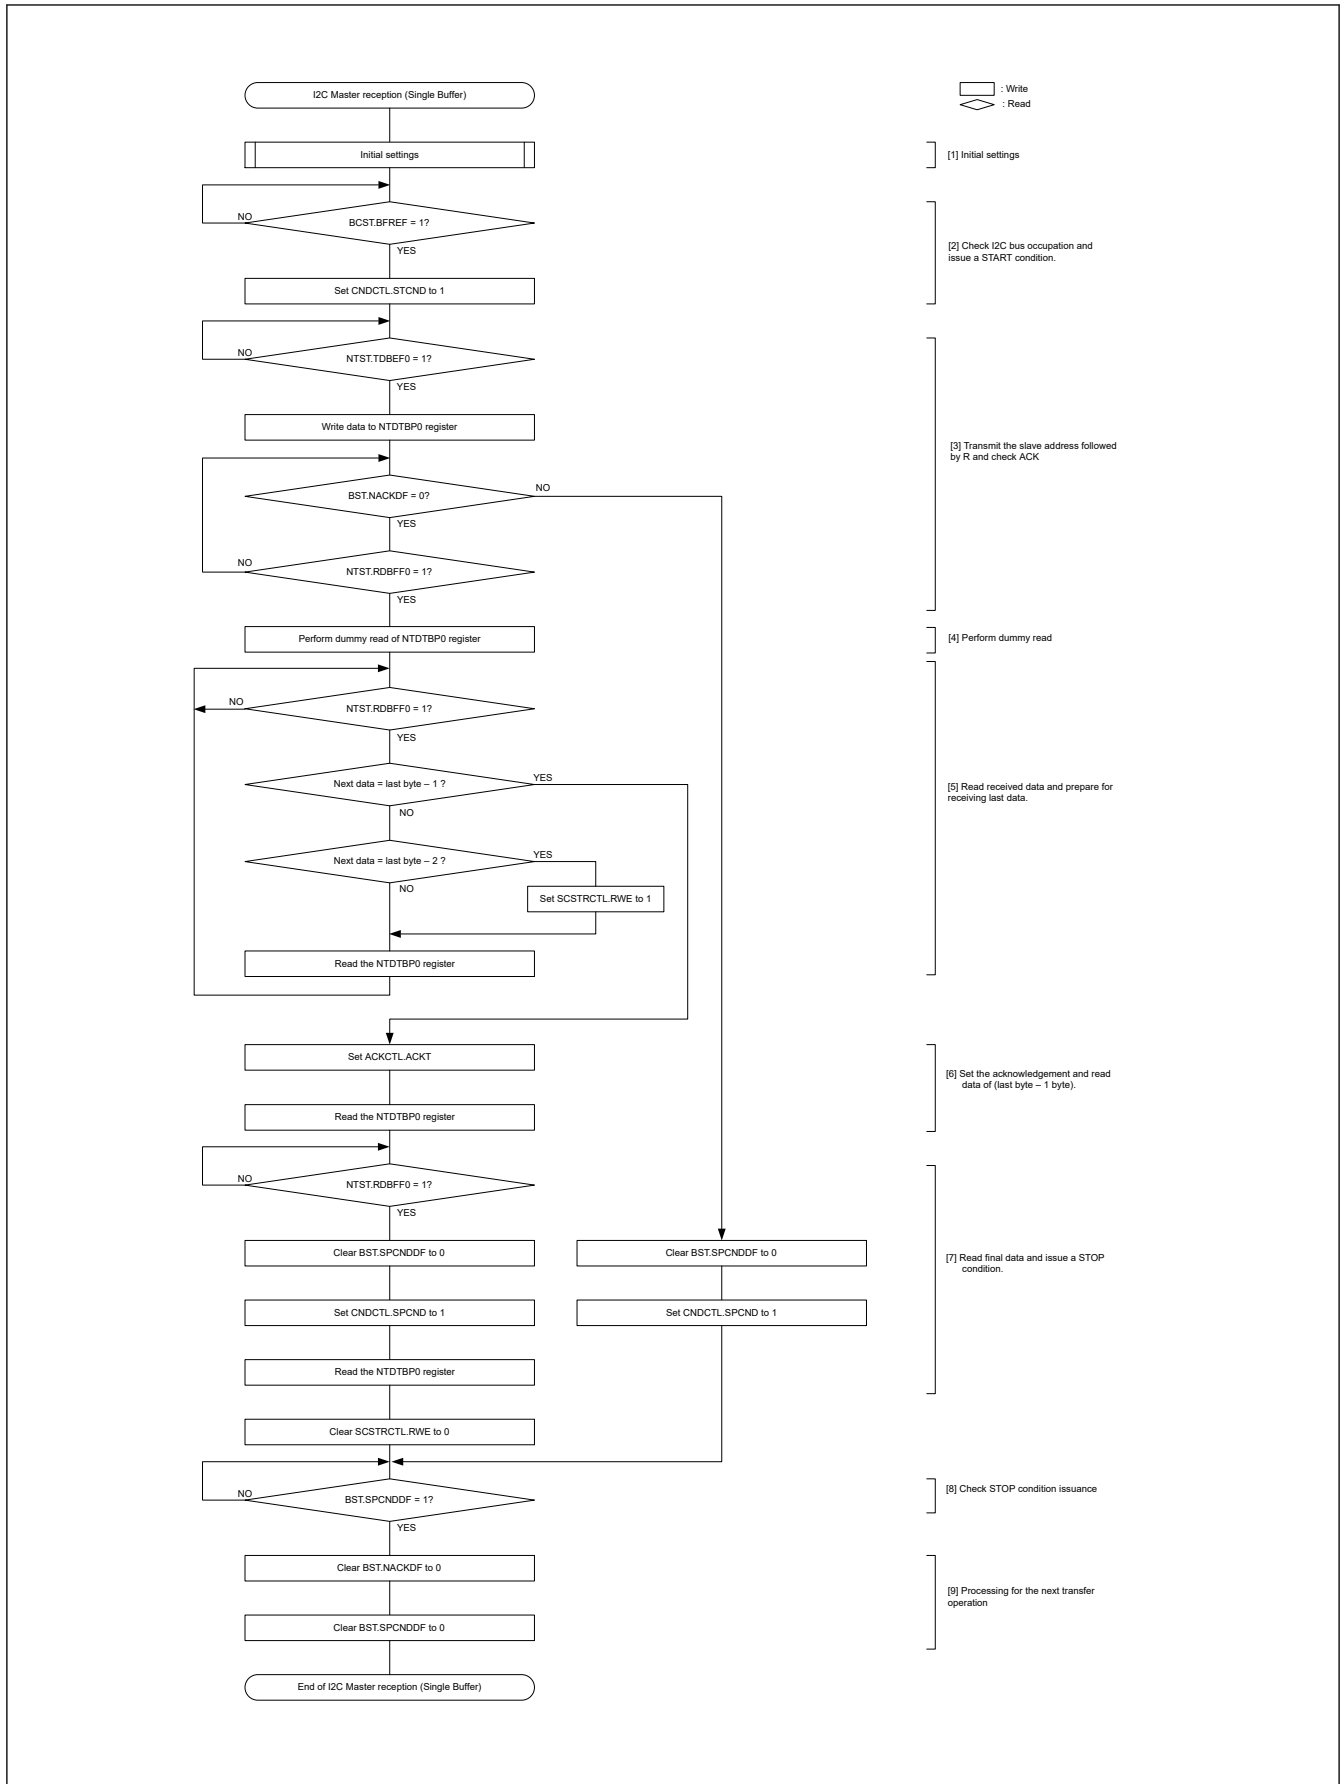 I2C Master reception (Single Buffer)
: Write
: Read
Initial settings
[1] Initial settings
NO
BCST.BFREF = 1?
YES
[2] Check I2C bus occupation and
issue a START condition.
Set CNDCTL.STCND to 1
NO
NTST.TDBEF0 = 1?
YES
Write data to NTDTBP0 register
[3] Transmit the slave address followed
by R and check ACK
BST.NACKDF = 0?
NO
YES
NO
NTST.RDBFF0 = 1?
YES
Perform dummy read of NTDTBP0 register
[4] Perform dummy read
NO
NTST.RDBFF0 = 1?
YES
Next data = last byte – 1 ?
YES
NO
[5] Read received data and prepare for
receiving last data.
Next data = last byte – 2 ?
YES
NO
Set SCSTRCTL.RWE to 1
Read the NTDTBP0 register
Set ACKCTL.ACKT
[6] Set the acknowledgement and read
data of (last byte – 1 byte).
Read the NTDTBP0 register
NO
NTST.RDBFF0 = 1?
YES
Clear BST.SPCNDDF to 0
Clear BST.SPCNDDF to 0
[7] Read final data and issue a STOP
condition.
Set CNDCTL.SPCND to 1
Set CNDCTL.SPCND to 1
Read the NTDTBP0 register
Clear SCSTRCTL.RWE to 0
NO
BST.SPCNDDF = 1?
YES
[8] Check STOP condition issuance
Clear BST.NACKDF to 0
[9] Processing for the next transfer
operation
Clear BST.SPCNDDF to 0
End of I2C Master reception (Single Buffer)